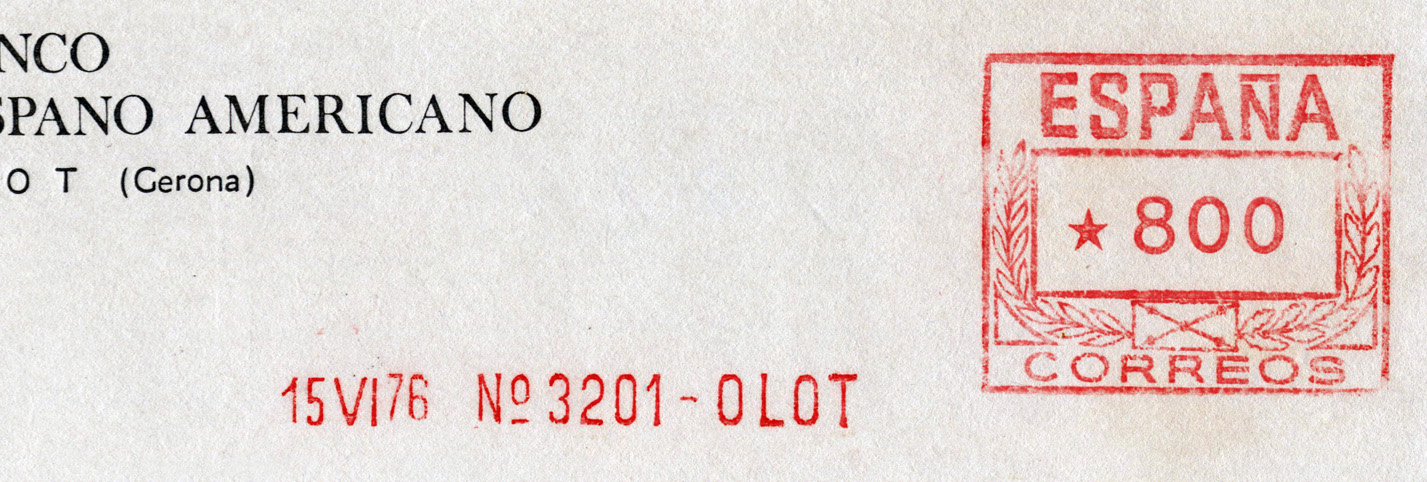 NCO
SPANO AMERICANO
O T (Gerona)
ESPAÑA
★ 800
CORREOS
15 VI 76 Nº 3201 - OLOT